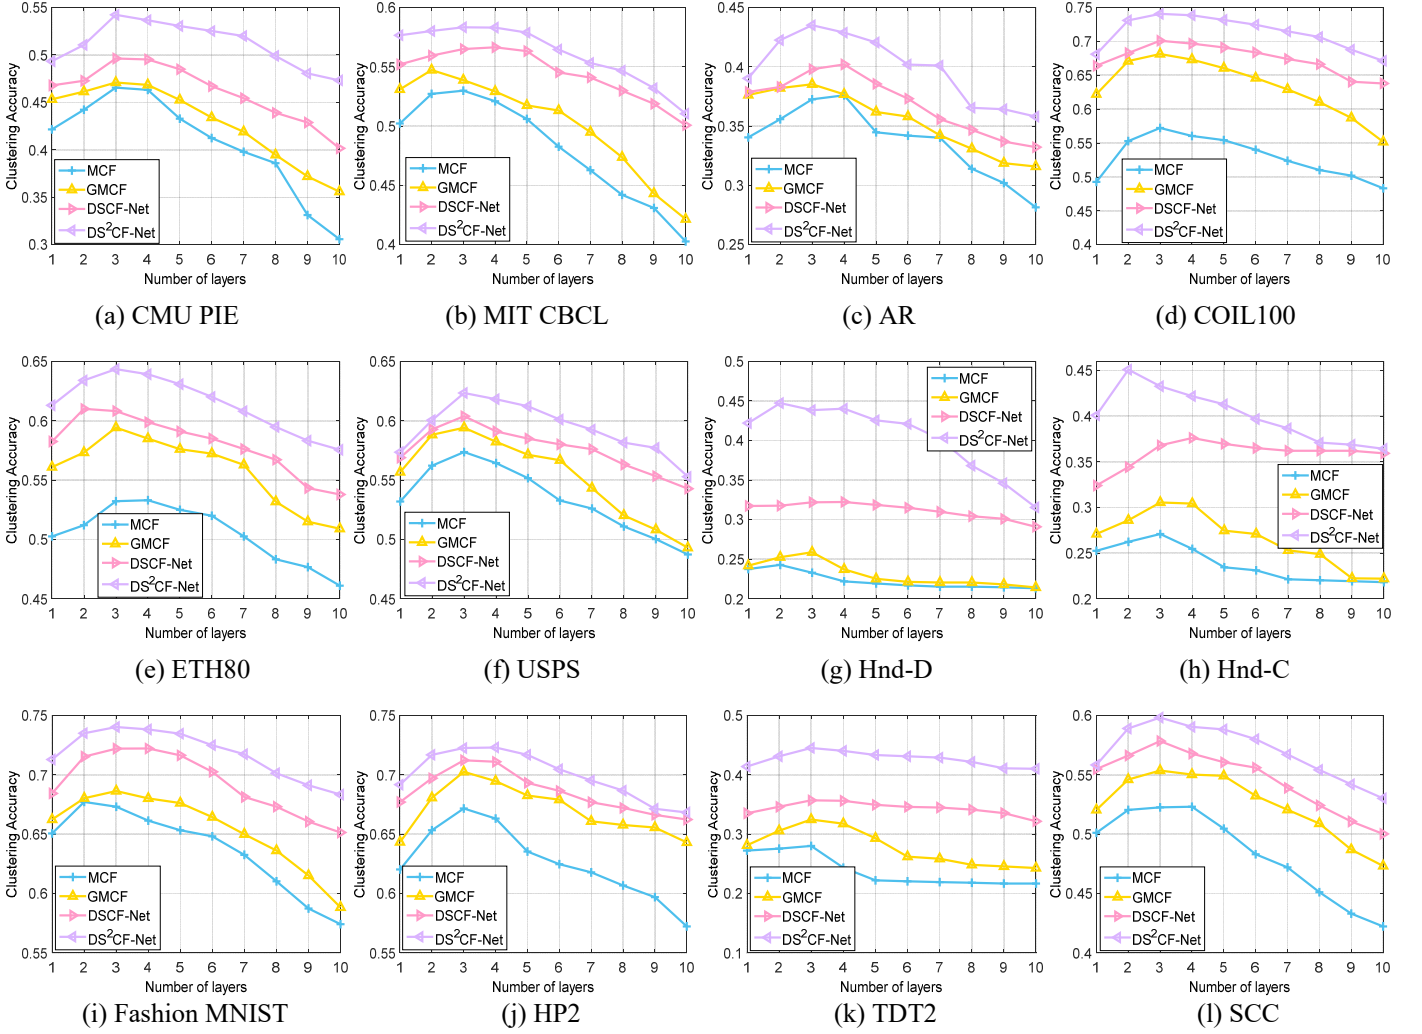 0.55
0.5
0.45
0.4
0.35
0.3
Clustering Accuracy
MCF
GMCF
DSCF-Net
DS²CF-Net
1 2 3 4 5 6 7 8 9 10
Number of layers
(a) CMU PIE
0.6
0.55
0.5
0.45
0.4
Clustering Accuracy
MCF
GMCF
DSCF-Net
DS²CF-Net
1 2 3 4 5 6 7 8 9 10
Number of layers
(b) MIT CBCL
0.45
0.4
0.35
0.3
0.25
Clustering Accuracy
MCF
GMCF
DSCF-Net
DS²CF-Net
1 2 3 4 5 6 7 8 9 10
Number of layers
(c) AR
0.75
0.7
0.65
0.6
0.55
0.5
0.45
0.4
Clustering Accuracy
MCF
GMCF
DSCF-Net
DS²CF-Net
1 2 3 4 5 6 7 8 9 10
Number of layers
(d) COIL100
0.65
0.6
0.55
0.5
0.45
Clustering Accuracy
MCF
GMCF
DSCF-Net
DS²CF-Net
1 2 3 4 5 6 7 8 9 10
Number of layers
(e) ETH80
0.65
0.6
0.55
0.5
0.45
Clustering Accuracy
MCF
GMCF
DSCF-Net
DS²CF-Net
1 2 3 4 5 6 7 8 9 10
Number of layers
(f) USPS
0.5
0.45
0.4
0.35
0.3
0.25
0.2
Clustering Accuracy
MCF
GMCF
DSCF-Net
DS²CF-Net
1 2 3 4 5 6 7 8 9 10
Number of layers
(g) Hnd-D
0.45
0.4
0.35
0.3
0.25
0.2
Clustering Accuracy
MCF
GMCF
DSCF-Net
DS²CF-Net
1 2 3 4 5 6 7 8 9 10
Number of layers
(h) Hnd-C
0.75
0.7
0.65
0.6
0.55
Clustering Accuracy
MCF
GMCF
DSCF-Net
DS²CF-Net
1 2 3 4 5 6 7 8 9 10
Number of layers
(i) Fashion MNIST
0.75
0.7
0.65
0.6
0.55
Clustering Accuracy
MCF
GMCF
DSCF-Net
DS²CF-Net
1 2 3 4 5 6 7 8 9 10
Number of layers
(j) HP2
0.5
0.4
0.3
0.2
0.1
Clustering Accuracy
MCF
GMCF
DSCF-Net
DS²CF-Net
1 2 3 4 5 6 7 8 9 10
Number of layers
(k) TDT2
0.6
0.55
0.5
0.45
0.4
Clustering Accuracy
MCF
GMCF
DSCF-Net
DS²CF-Net
1 2 3 4 5 6 7 8 9 10
Number of layers
(l) SCC